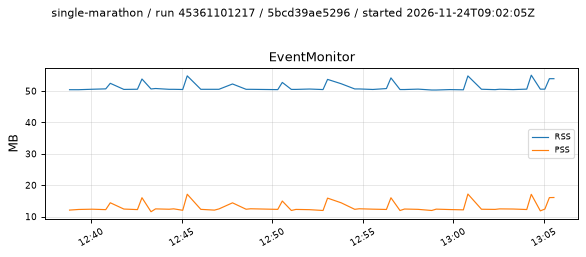 single-marathon / run 45361101217 / 5bcd39ae5296 / started 2026-11-24T09:02:05Z
EventMonitor
MB
50
40
30
20
10
RSS
PSS
12:40
12:45
12:50
12:55
13:00
13:05